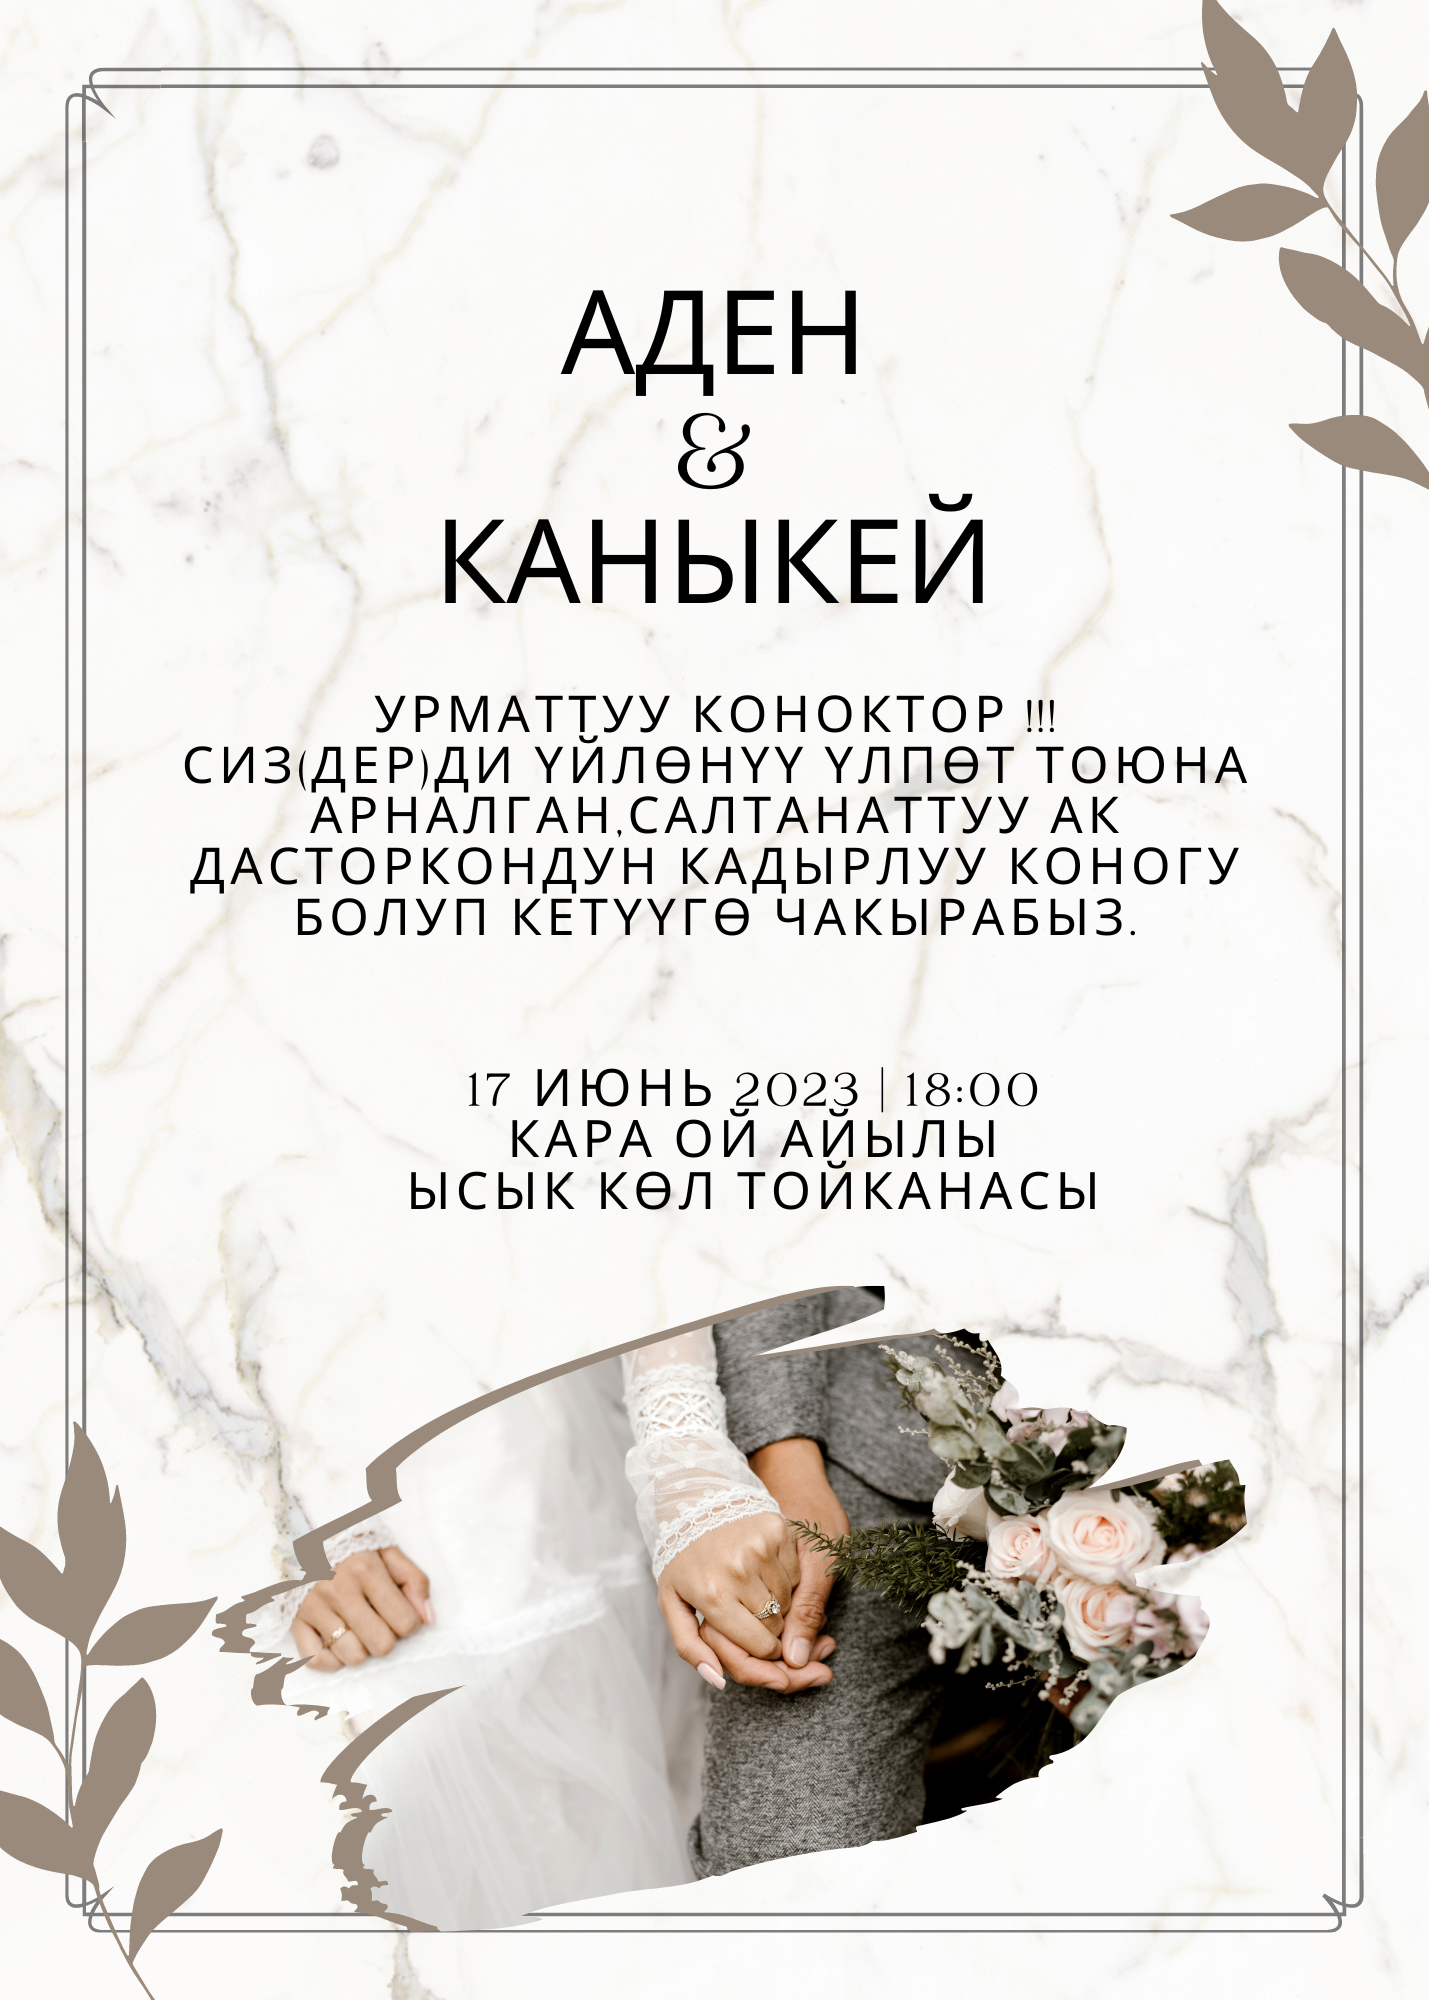 АДЕН
&
КАНЫКЕЙ
УРМАТТУУ КОНОКТОР !!!
СИЗ(ДЕР)ДИ ҮЙЛӨНҮҮ ҮЛПӨТ ТОЮНА
АРНАЛГАН,САЛТАНАТТУУ АК
ДАСТОРКОНДУН КАДЫРЛУУ КОНОГУ
БОЛУП КЕТҮҮГӨ ЧАКЫРАБЫЗ.
17 ИЮНЬ 2023 | 18:00
КАРА ОЙ АЙЫЛЫ
ЫСЫК КӨЛ ТОЙКАНАСЫ